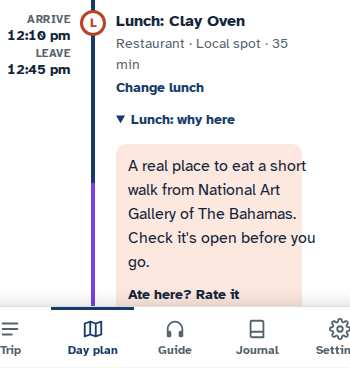 ARRIVE
12:10 pm
LEAVE
12:45 pm
L
Lunch: Clay Oven
Restaurant · Local spot · 35
min
Change lunch
▼ Lunch: why here
A real place to eat a short
walk from National Art
Gallery of The Bahamas.
Check it's open before you
go.
Ate here? Rate it
Trip
Day plan
Guide
Journal
Settin